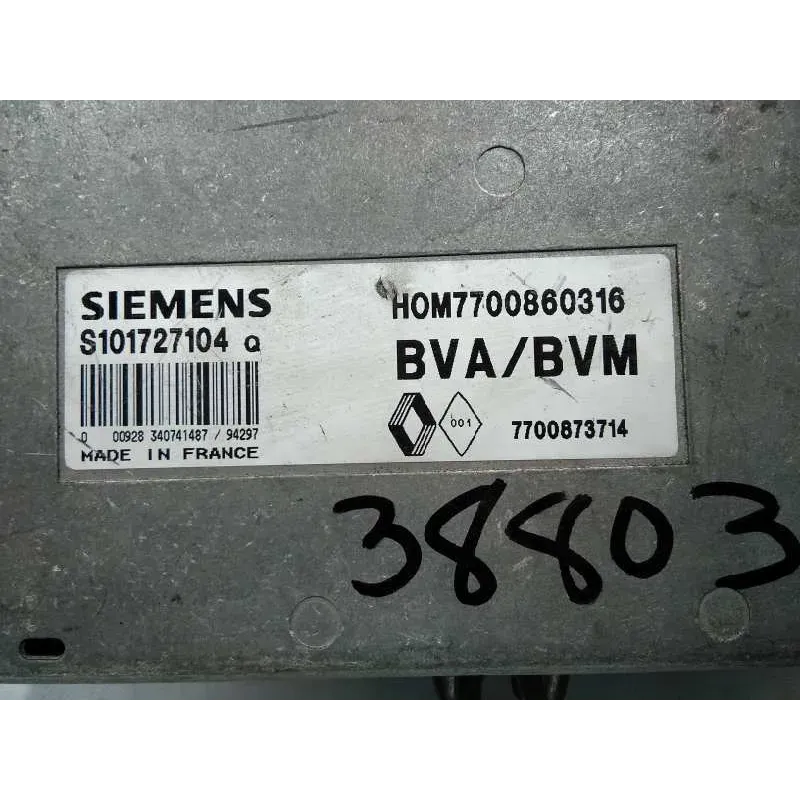 SIEMENS
S101727104 Q
0 00928 340741487 / 94297
MADE IN FRANCE
HOM7700860316
BVA/BVM
001
7700873714
38803